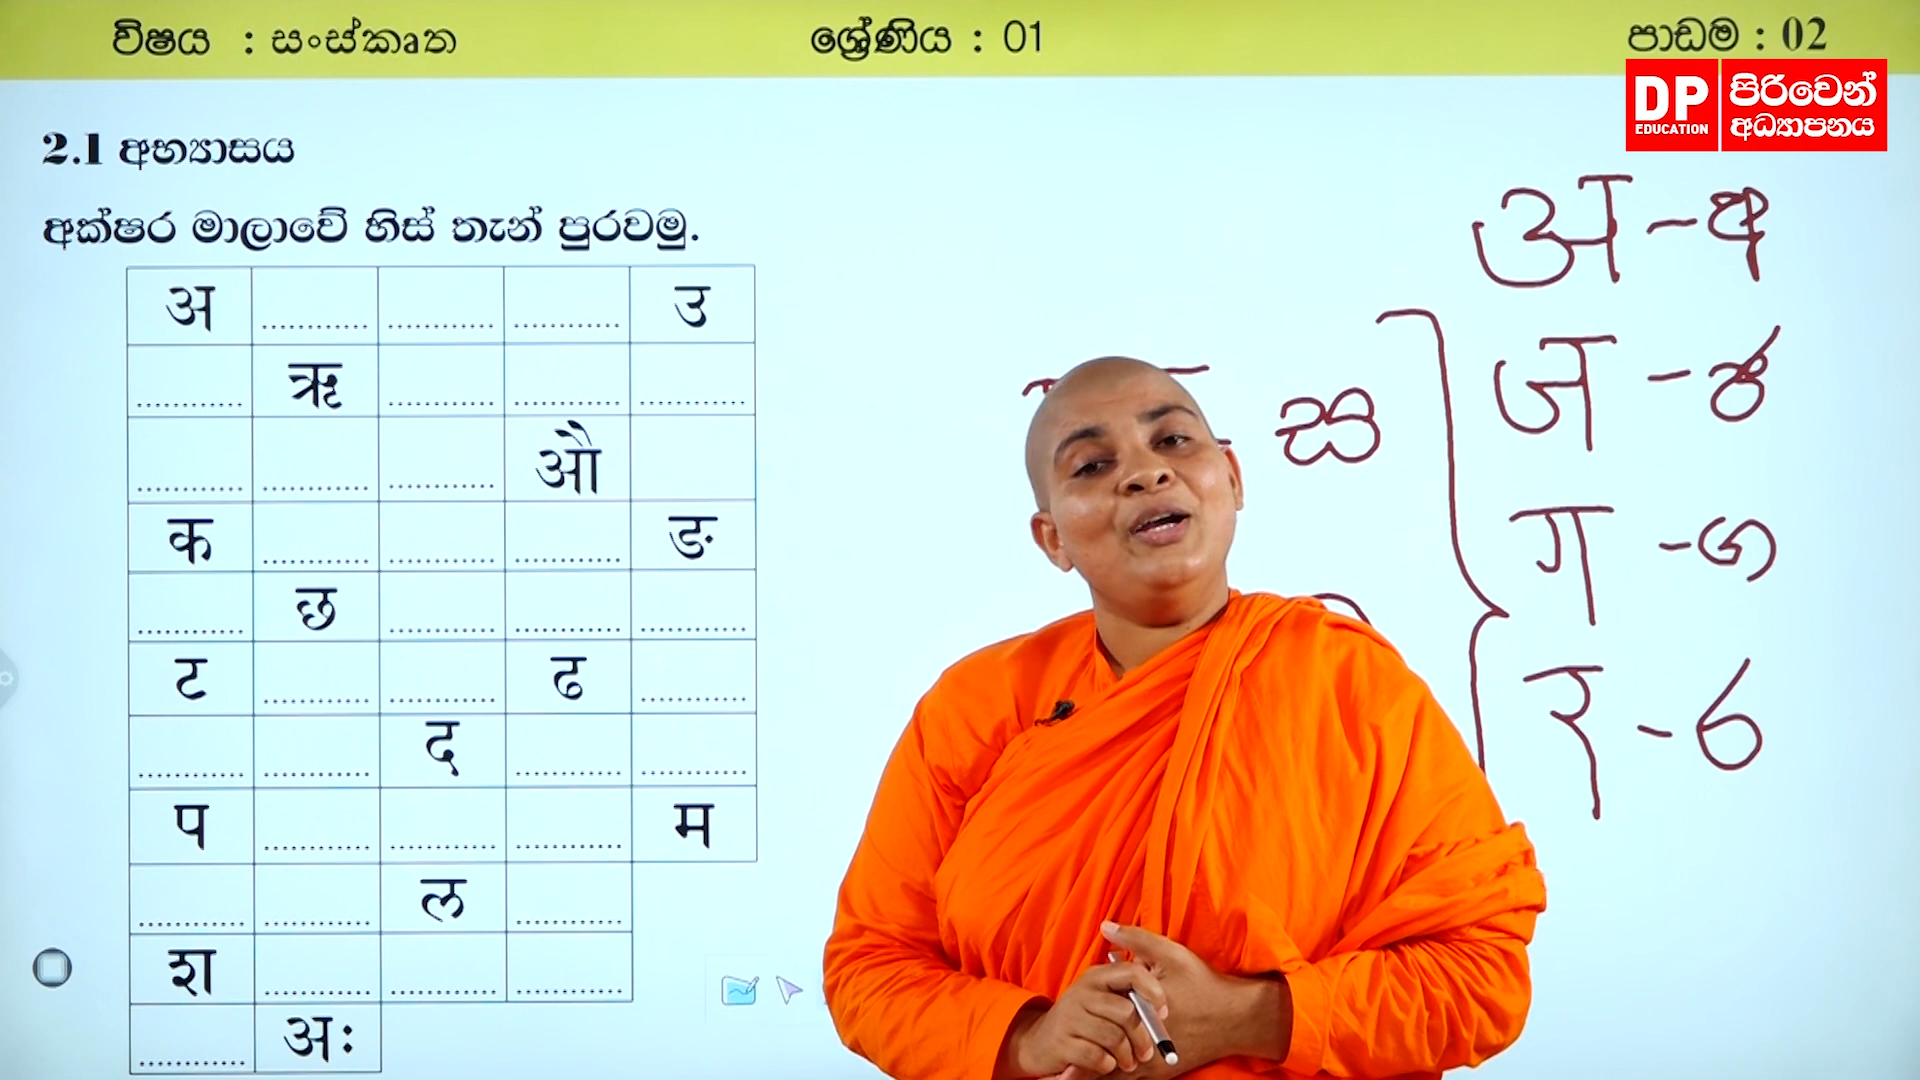 විෂය : සංස්කෘත
ශ්‍රේණිය : 01
පාඩම : 02
DP
EDUCATION
පිරිවෙන්
අධ්‍යාපනය
2.1 අභ්‍යාසය
අක්ෂර මාලාවේ හිස් තැන් පුරවමු.
अ ............ ............ ............ उ
............ ऋ ............ ............ ............
............ ............ ............ औ
क ............ ............ ............ ङ
............ छ ............ ............ ............
ट ............ ............ ढ ............
............ ............ द ............ ............
प ............ ............ ............ म
............ ............ ल ............
श ............ ............ ............
............ अः
अ - අ
ස
ज - ජ
ग - ග
र - ර